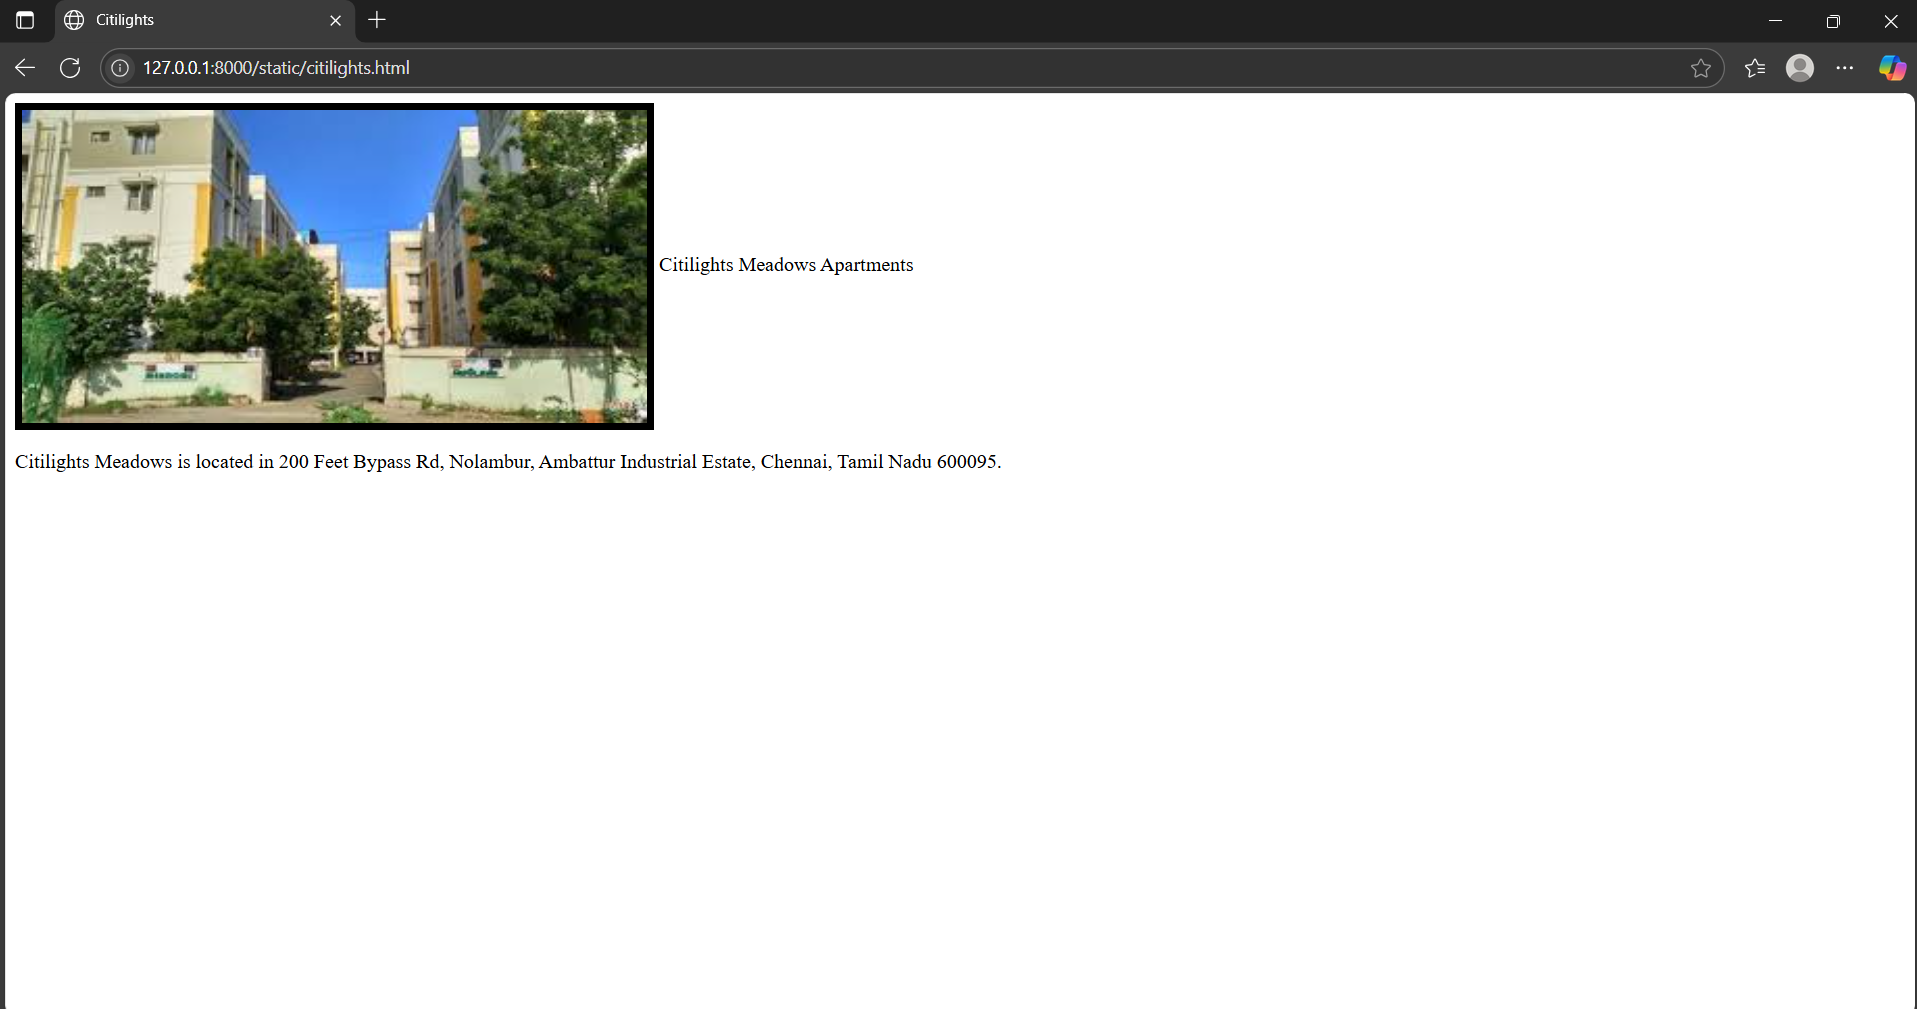 Citilights
127.0.0.1:8000/static/citilights.html
Citilights Meadows Apartments
Citilights Meadows is located in 200 Feet Bypass Rd, Nolambur, Ambattur Industrial Estate, Chennai, Tamil Nadu 600095.